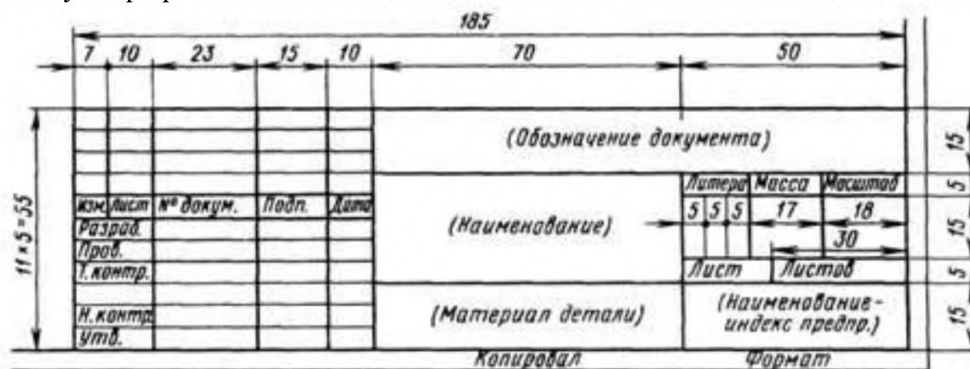 185
7 10 23 15 10 70 50
(Обозначение документа)
15
Литера Масса Масштаб
5
Изм. Лист № докум. Подп. Дата
5 5 5 17 18
15
Разраб.
(Наименование)
30
Пров.
11 × 5 = 55
Т. контр.
Лист Листов
5
(Материал детали)
(Наименование-
индекс предпр.)
15
Н. контр.
Утв.
Копировал Формат